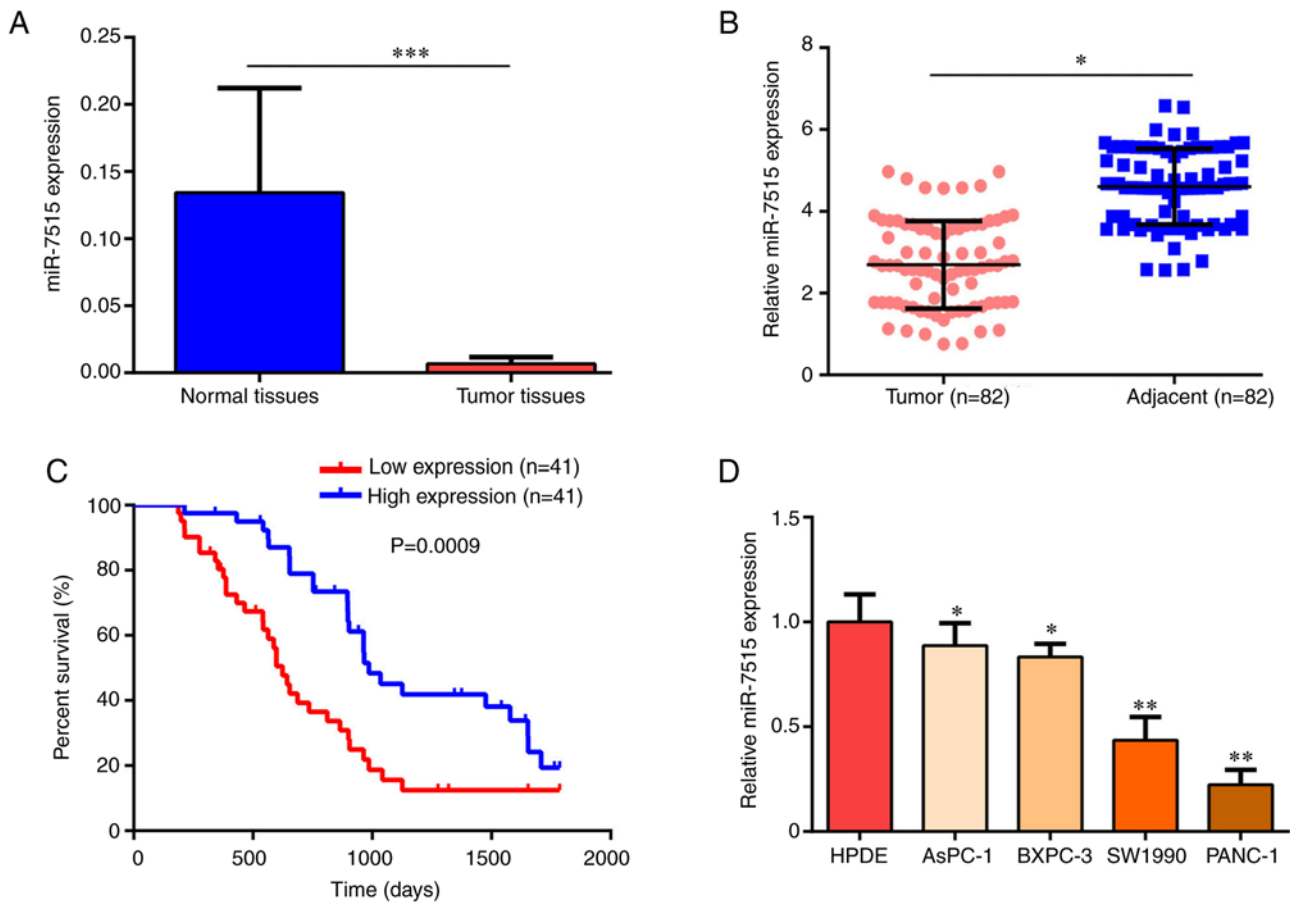 A
miR-7515 expression
0.25
0.20
0.15
0.10
0.05
0.00
***
Normal tissues
Tumor tissues
B
Relative miR-7515 expression
8
6
4
2
0
*
Tumor (n=82)
Adjacent (n=82)
C
Low expression (n=41)
High expression (n=41)
P=0.0009
Percent survival (%)
100
80
60
40
20
0
0
500
1000
1500
2000
Time (days)
D
Relative miR-7515 expression
1.5
1.0
0.5
0
*
*
**
**
HPDE
AsPC-1
BXPC-3
SW1990
PANC-1